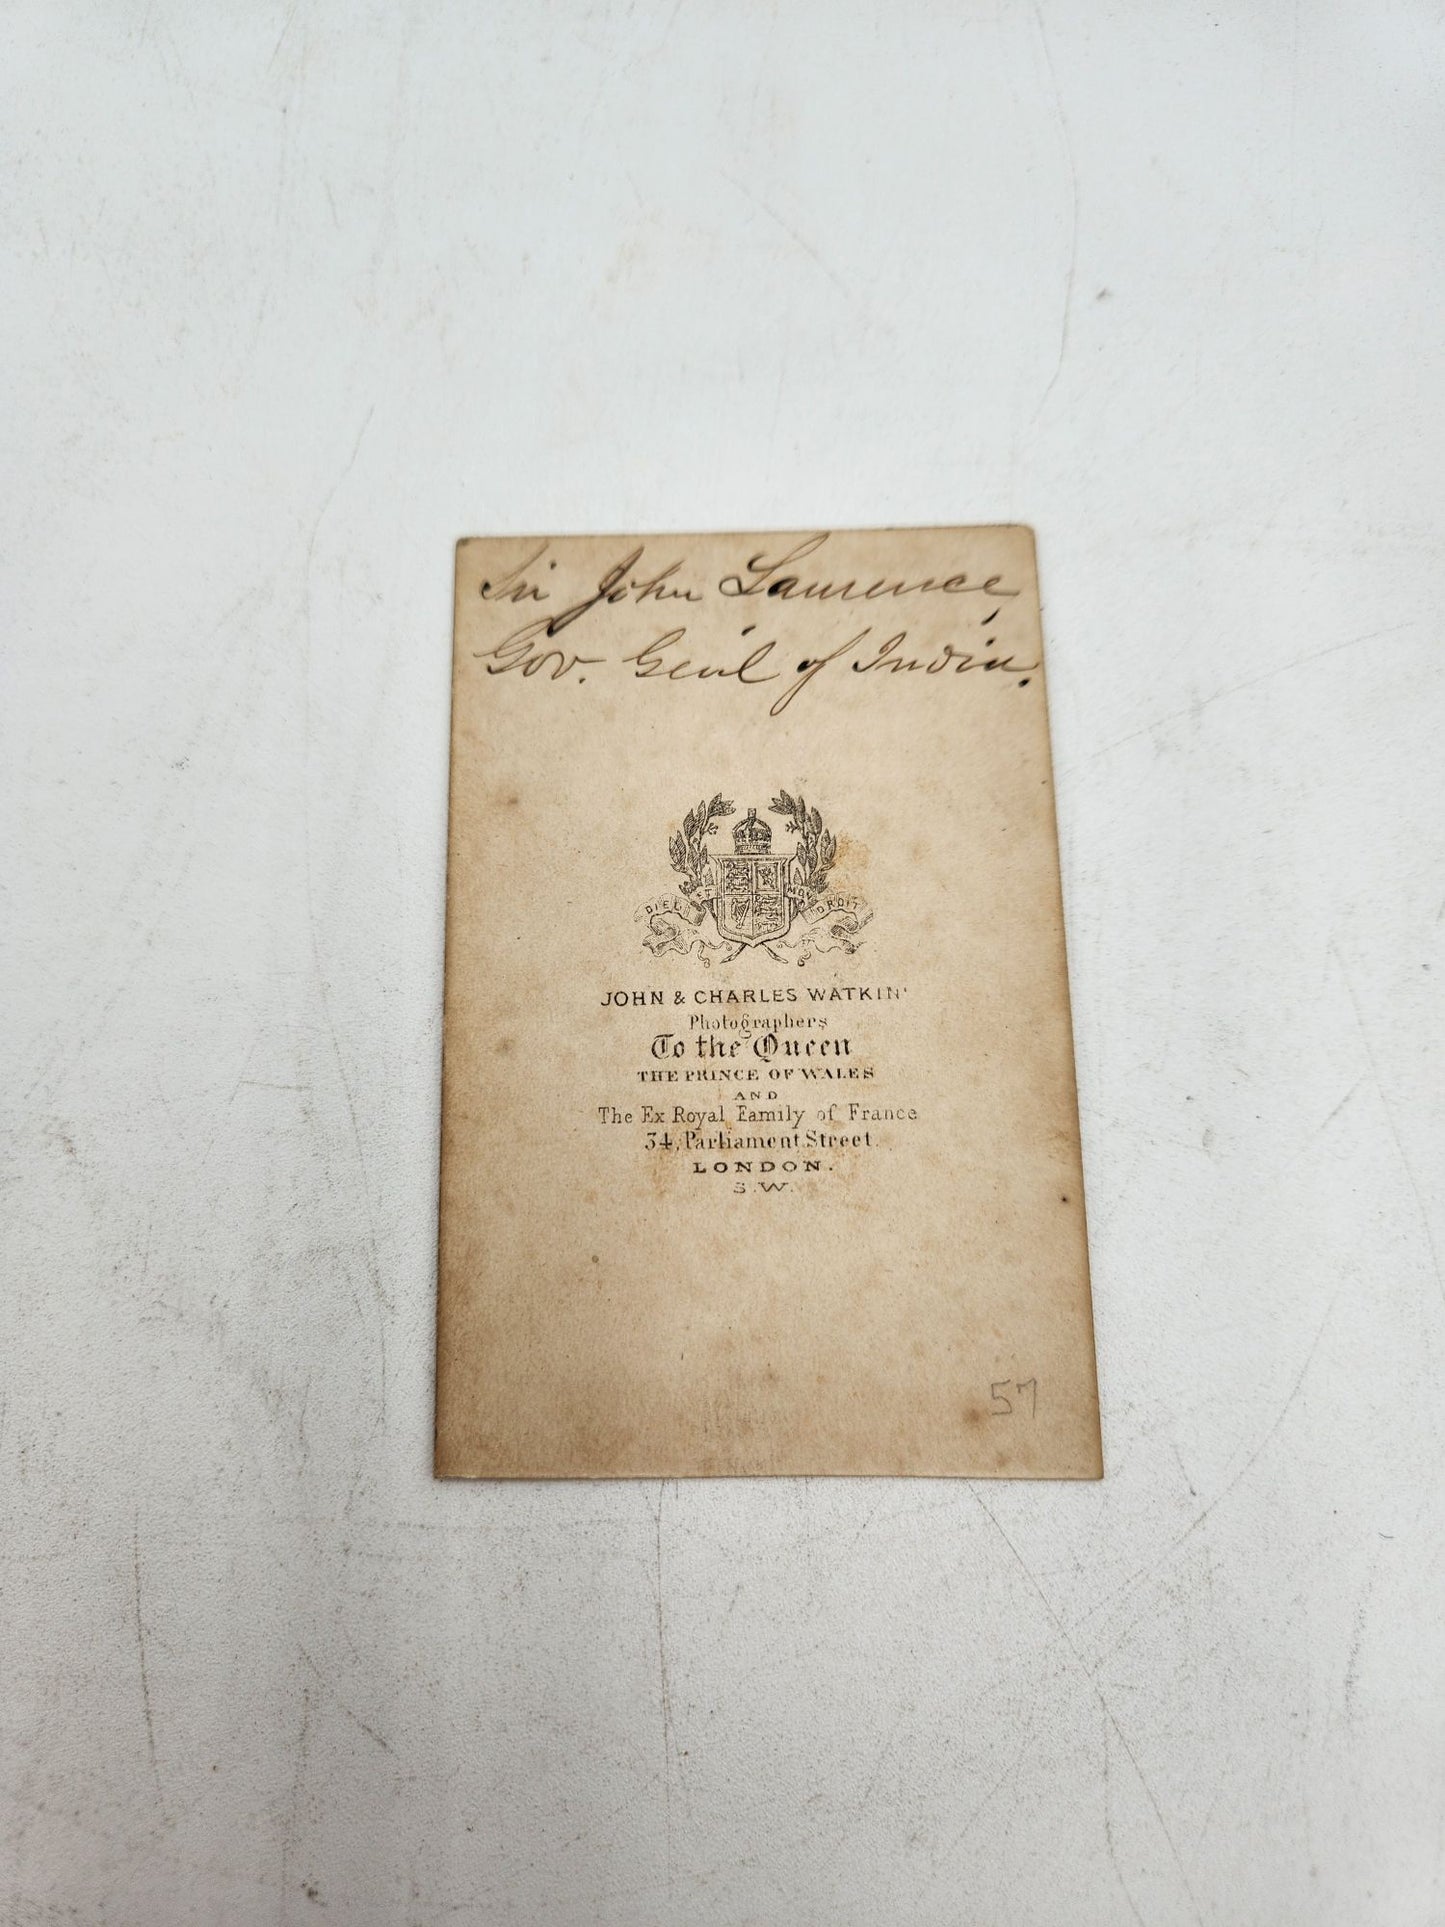 Sir John Lawrence,
Gov. Gen'l of India.
DIEU ET MON DROIT
JOHN & CHARLES WATKIN'
Photographers
To the Queen
THE PRINCE OF WALES
AND
The Ex Royal Family of France
34, Parliament Street.
LONDON.
S.W.
57